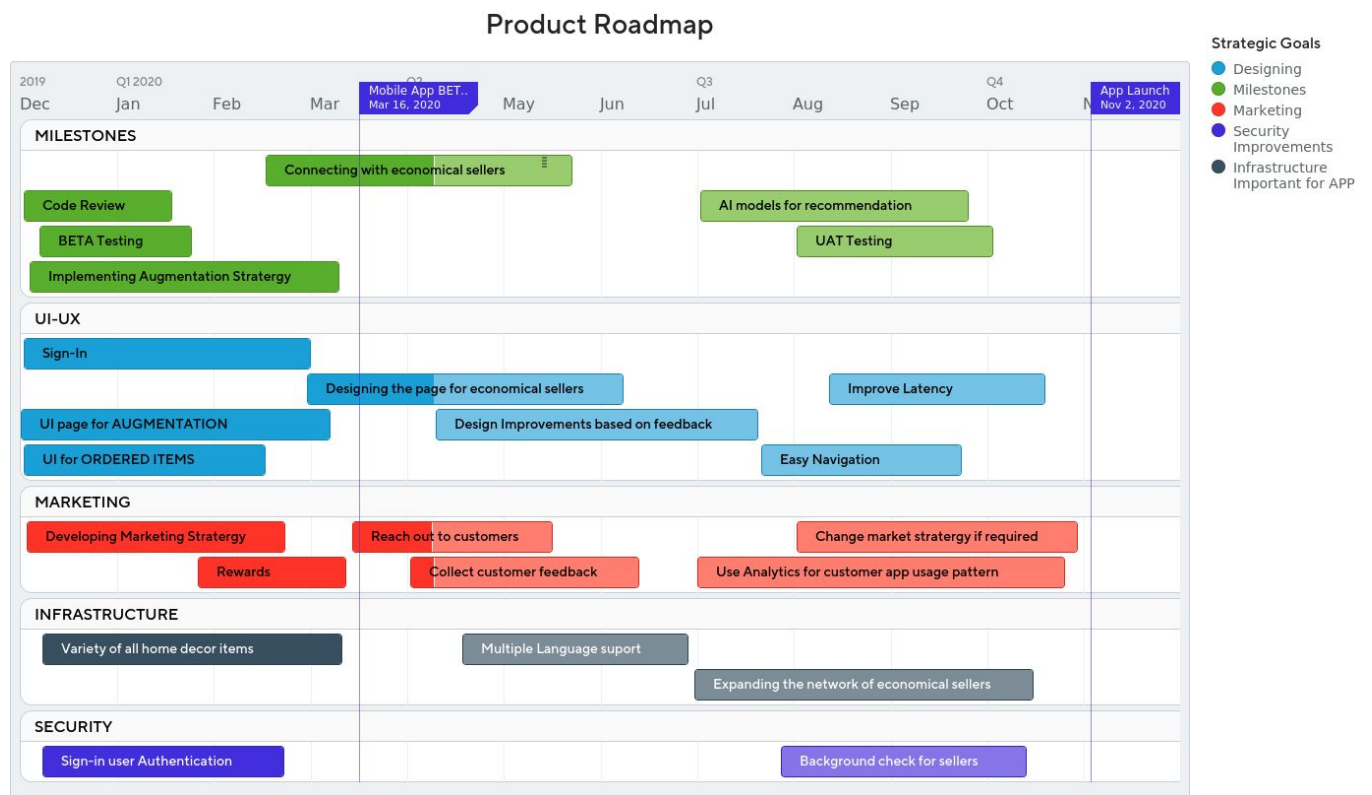 Product Roadmap
Strategic Goals
Designing
Milestones
Marketing
Security
Improvements
Infrastructure
Important for APP
2019 Q1 2020 Q2 Q3 Q4
Dec Jan Feb Mar May Jun Jul Aug Sep Oct N
Mobile App BET..
Mar 16, 2020
App Launch
Nov 2, 2020
MILESTONES
Connecting with economical sellers
Code Review
AI models for recommendation
BETA Testing
UAT Testing
Implementing Augmentation Stratergy
UI-UX
Sign-In
Designing the page for economical sellers
Improve Latency
UI page for AUGMENTATION
Design Improvements based on feedback
UI for ORDERED ITEMS
Easy Navigation
MARKETING
Developing Marketing Stratergy
Reach out to customers
Change market stratergy if required
Rewards
Collect customer feedback
Use Analytics for customer app usage pattern
INFRASTRUCTURE
Variety of all home decor items
Multiple Language suport
Expanding the network of economical sellers
SECURITY
Sign-in user Authentication
Background check for sellers